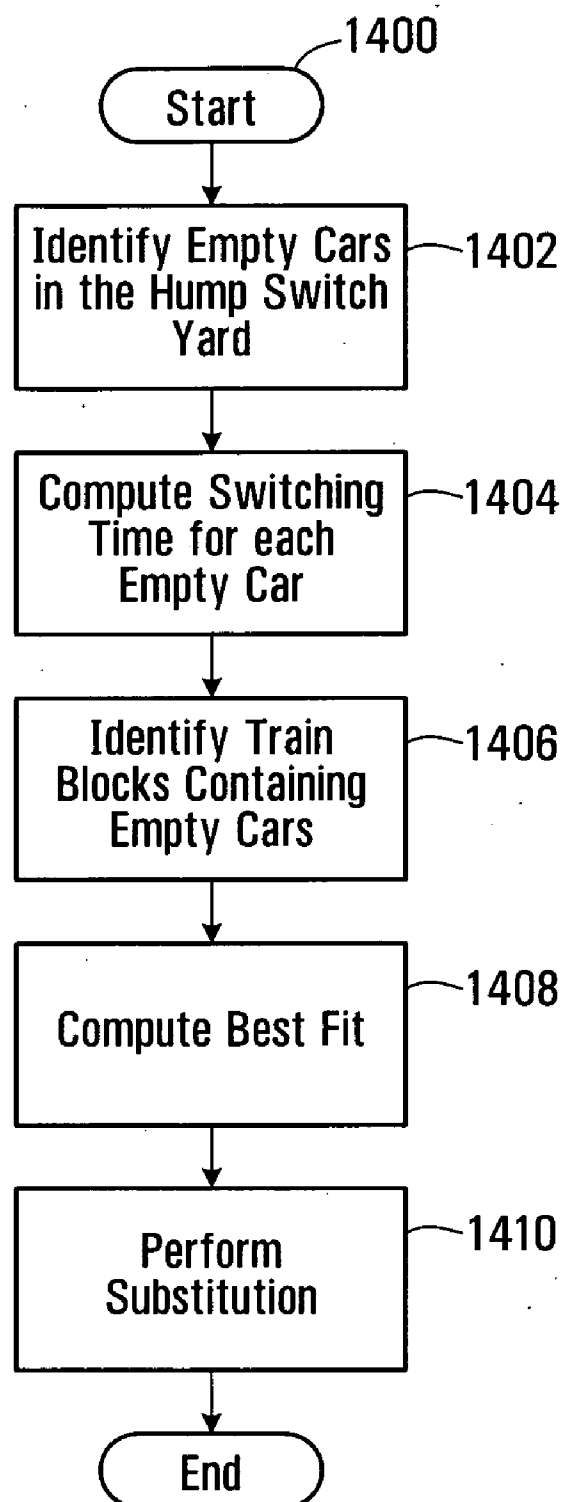 1400
Start
Identify Empty Cars
in the Hump Switch
Yard
1402
Compute Switching
Time for each
Empty Car
1404
Identify Train
Blocks Containing
Empty Cars
1406
Compute Best Fit
1408
Perform
Substitution
1410
End